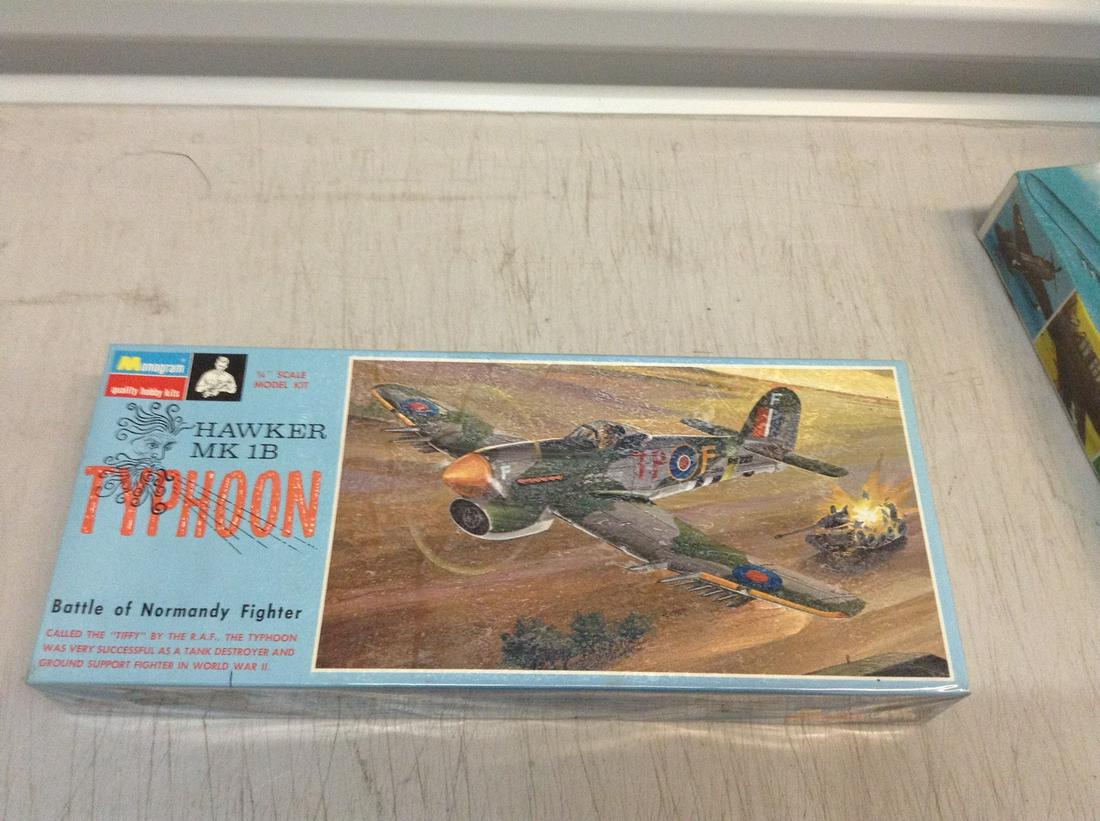 Monogram
quality hobby kits
¼" SCALE
MODEL KIT
HAWKER
MK 1B
TYPHOON
Battle of Normandy Fighter
CALLED THE "TIFFY" BY THE R.A.F., THE TYPHOON
WAS VERY SUCCESSFUL AS A TANK DESTROYER AND
GROUND SUPPORT FIGHTER IN WORLD WAR II.
F
F
TP F